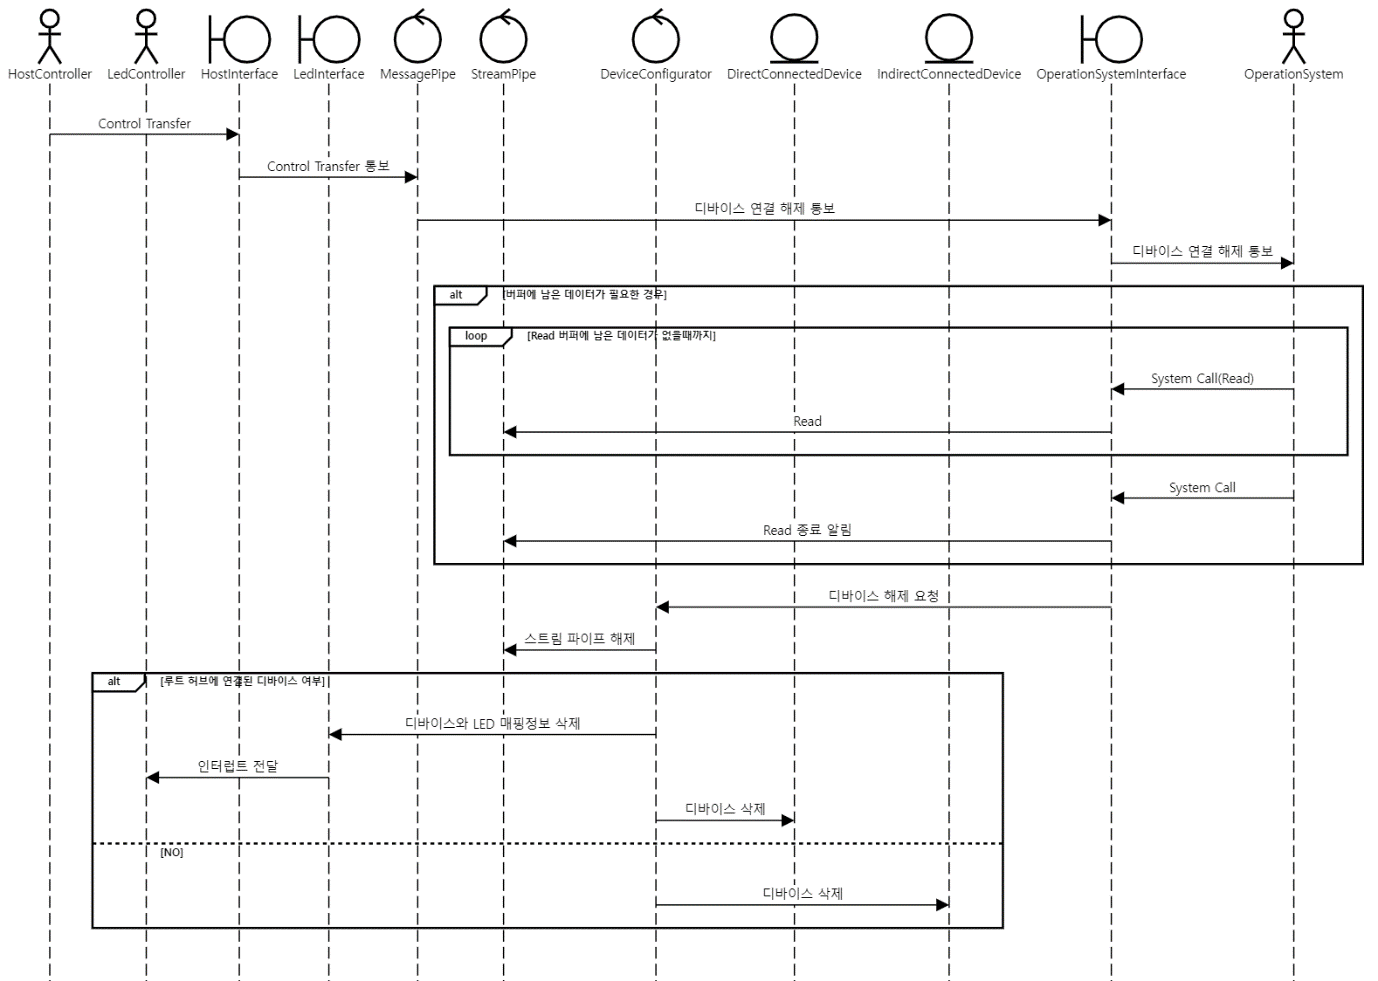 HostController
LedController
HostInterface
LedInterface
MessagePipe
StreamPipe
DeviceConfigurator
DirectConnectedDevice
IndirectConnectedDevice
OperationSystemInterface
OperationSystem
Control Transfer
Control Transfer 통보
디바이스 연결 해제 통보
디바이스 연결 해제 통보
alt
[버퍼에 남은 데이터가 필요한 경우]
loop
[Read 버퍼에 남은 데이터가 없을때까지]
System Call(Read)
Read
System Call
Read 종료 알림
디바이스 해제 요청
스트림 파이프 해제
alt
[루트 허브에 연결된 디바이스 여부]
디바이스와 LED 매핑정보 삭제
인터럽트 전달
디바이스 삭제
[NO]
디바이스 삭제